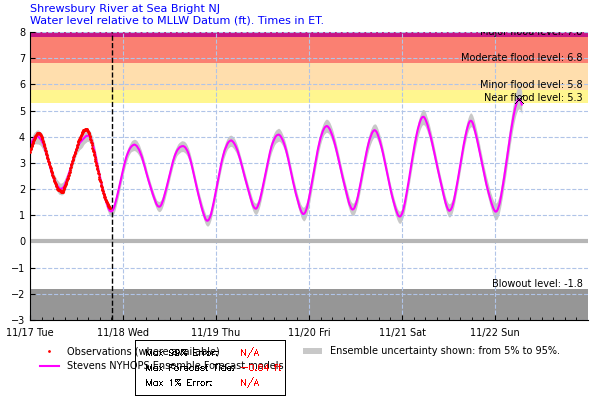 Shrewsbury River at Sea Bright NJ
Water level relative to MLLW Datum (ft). Times in ET.
8
7
6
5
4
3
2
1
0
−1
−2
−3
Moderate flood level: 6.8
Minor flood level: 5.8
Near flood level: 5.3
Blowout level: -1.8
11/17 Tue
11/18 Wed
11/19 Thu
11/20 Fri
11/21 Sat
11/22 Sun
Observations (where available)
Stevens NYHOPS Ensemble Forecast models
Ensemble uncertainty shown: from 5% to 95%.
Error: N/A
Max Forecast Tide:
Max 1% Error: N/A